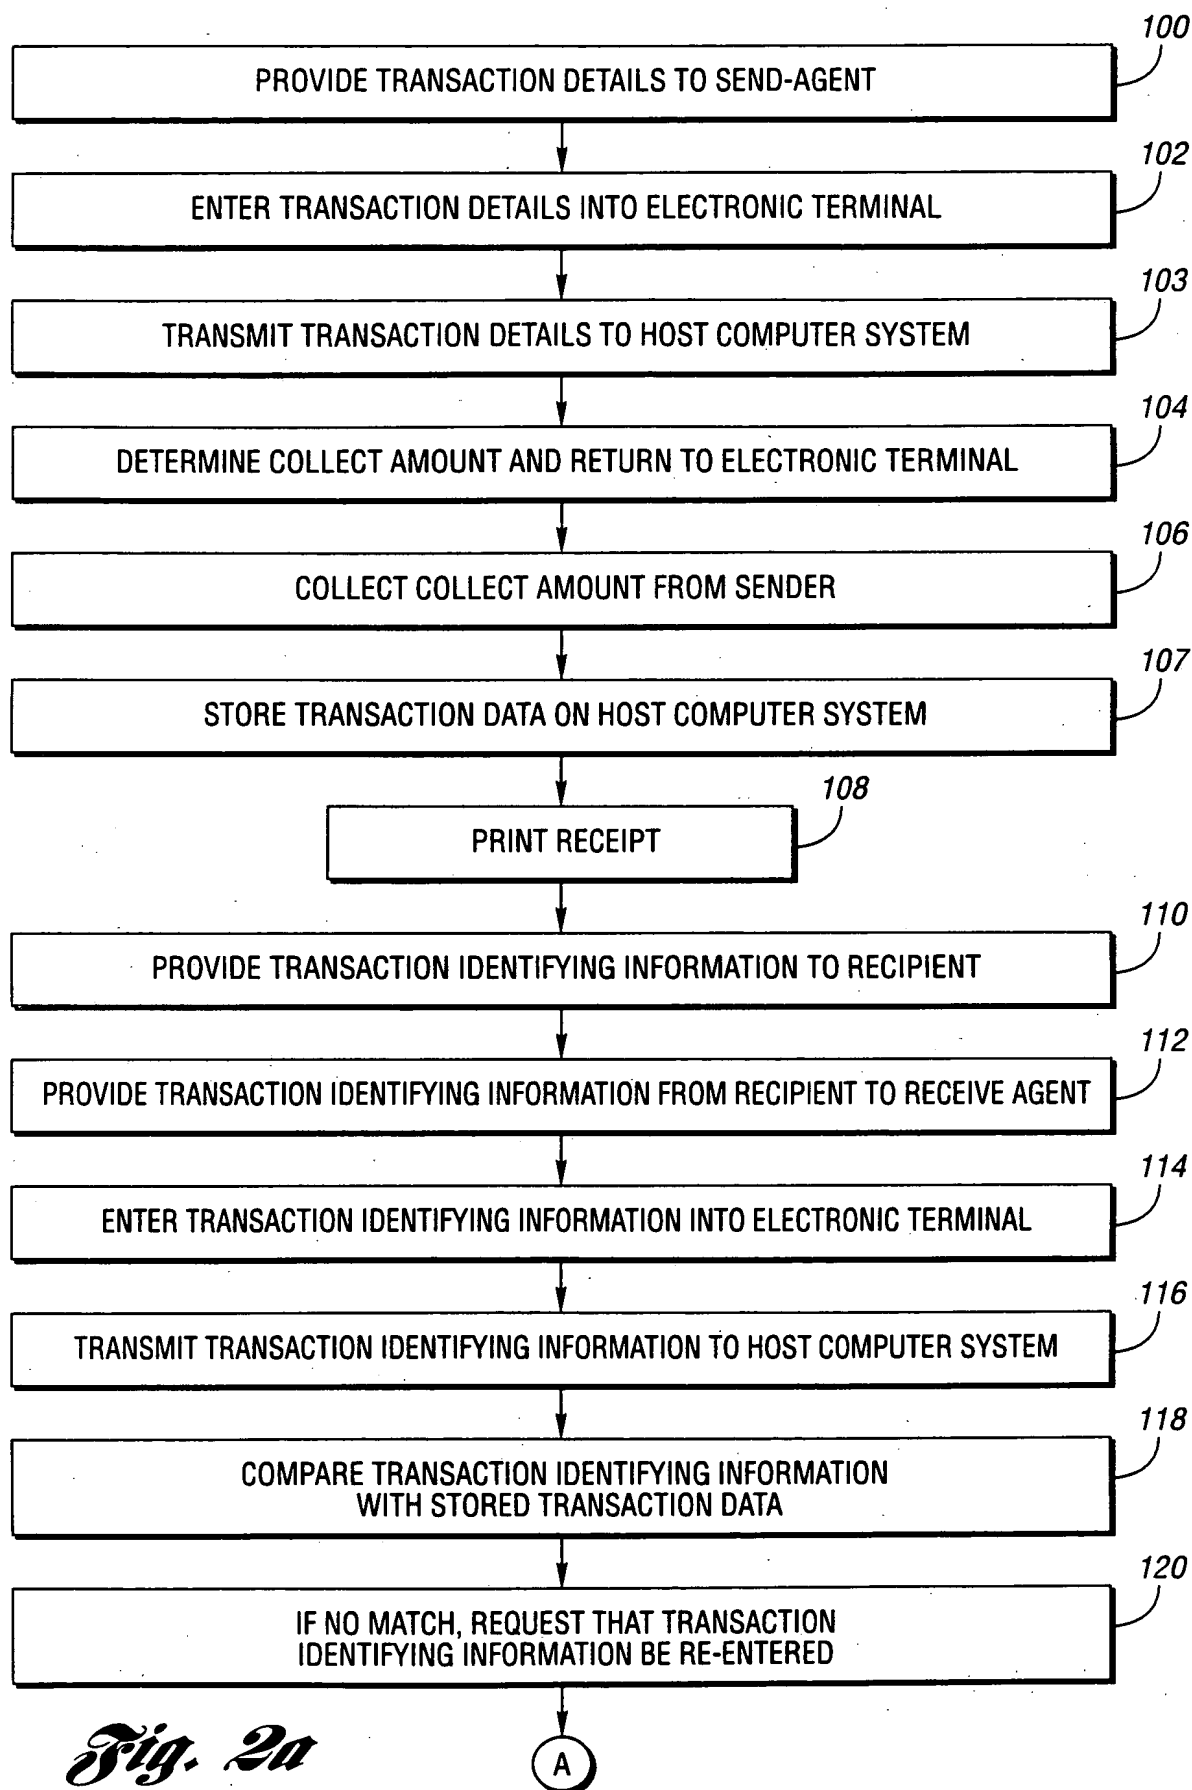 100
PROVIDE TRANSACTION DETAILS TO SEND-AGENT
102
ENTER TRANSACTION DETAILS INTO ELECTRONIC TERMINAL
103
TRANSMIT TRANSACTION DETAILS TO HOST COMPUTER SYSTEM
104
DETERMINE COLLECT AMOUNT AND RETURN TO ELECTRONIC TERMINAL
106
COLLECT COLLECT AMOUNT FROM SENDER
107
STORE TRANSACTION DATA ON HOST COMPUTER SYSTEM
108
PRINT RECEIPT
110
PROVIDE TRANSACTION IDENTIFYING INFORMATION TO RECIPIENT
112
PROVIDE TRANSACTION IDENTIFYING INFORMATION FROM RECIPIENT TO RECEIVE AGENT
114
ENTER TRANSACTION IDENTIFYING INFORMATION INTO ELECTRONIC TERMINAL
116
TRANSMIT TRANSACTION IDENTIFYING INFORMATION TO HOST COMPUTER SYSTEM
118
COMPARE TRANSACTION IDENTIFYING INFORMATION
WITH STORED TRANSACTION DATA
120
IF NO MATCH, REQUEST THAT TRANSACTION
IDENTIFYING INFORMATION BE RE-ENTERED
Fig. 2a
A